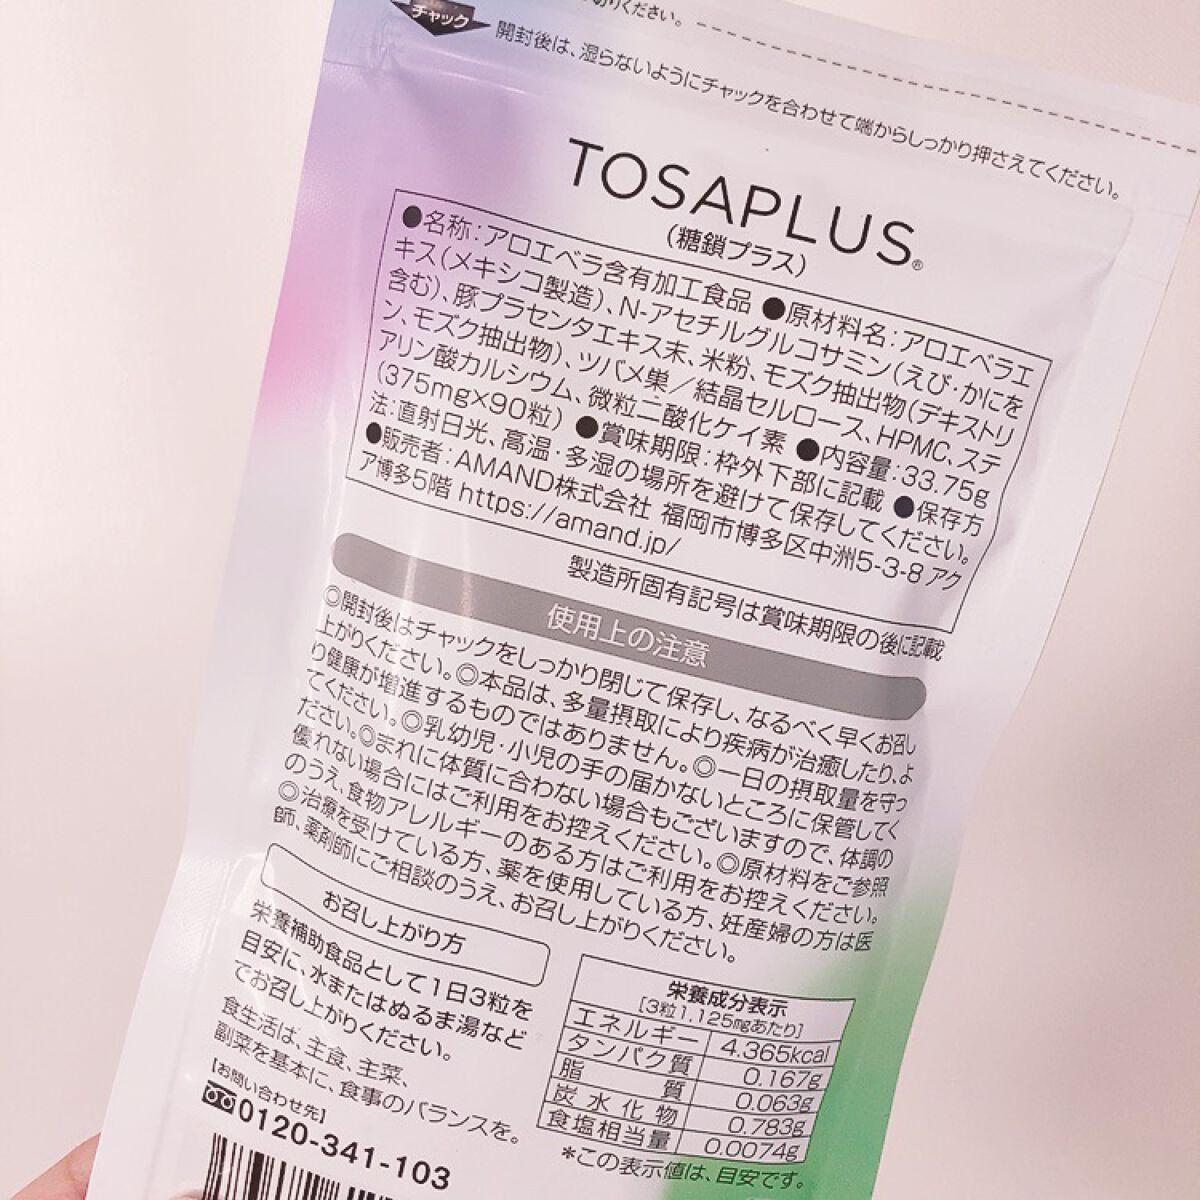 ありください。
チャック
開封後は、湿らないようにチャックを合わせて端からしっかり押さえてください。
TOSAPLUS®
(糖鎖プラス)
●名称:アロエベラ含有加工食品 ●原材料名:アロエベラエ
キス(メキシコ製造)、N-アセチルグルコサミン(えび・かにを
含む)、豚プラセンタエキス末、米粉、モズク抽出物(デキストリ
ン、モズク抽出物)、ツバメ巣/結晶セルロース、HPMC、ステ
アリン酸カルシウム、微粒二酸化ケイ素 ●内容量:33.75g
(375mg×90粒) ●賞味期限:枠外下部に記載 ●保存方
法:直射日光、高温・多湿の場所を避けて保存してください。
●販売者:AMAND株式会社 福岡市博多区中洲5-3-8 アク
ア博多5階 https://amand.jp/
製造所固有記号は賞味期限の後に記載
使用上の注意
◎開封後はチャックをしっかり閉じて保存し、なるべく早くお召し
上がりください。◎本品は、多量摂取により疾病が治癒したり、よ
り健康が増進するものではありません。◎一日の摂取量を守っ
てください。◎乳幼児・小児の手の届かないところに保管してく
ださい。◎まれに体質に合わない場合もございますので、体調の
優れない場合にはご利用をお控えください。◎原材料をご参照
のうえ、食物アレルギーのある方はご利用をお控えください。
◎治療を受けている方、薬を使用している方、妊産婦の方は医
師、薬剤師にご相談のうえ、お召し上がりください。
お召し上がり方
栄養補助食品として1日3粒を
目安に、水またはぬるま湯など
でお召し上がりください。
食生活は、主食、主菜、
副菜を基本に、食事のバランスを。
【お問い合わせ先】
0120-341-103
栄養成分表示
[3粒1.125mgあたり]
エネルギー 4.365kcal
タンパク質 0.167g
脂質 0.063g
炭水化物 0.783g
食塩相当量 0.0074g
*この表示値は、目安です。